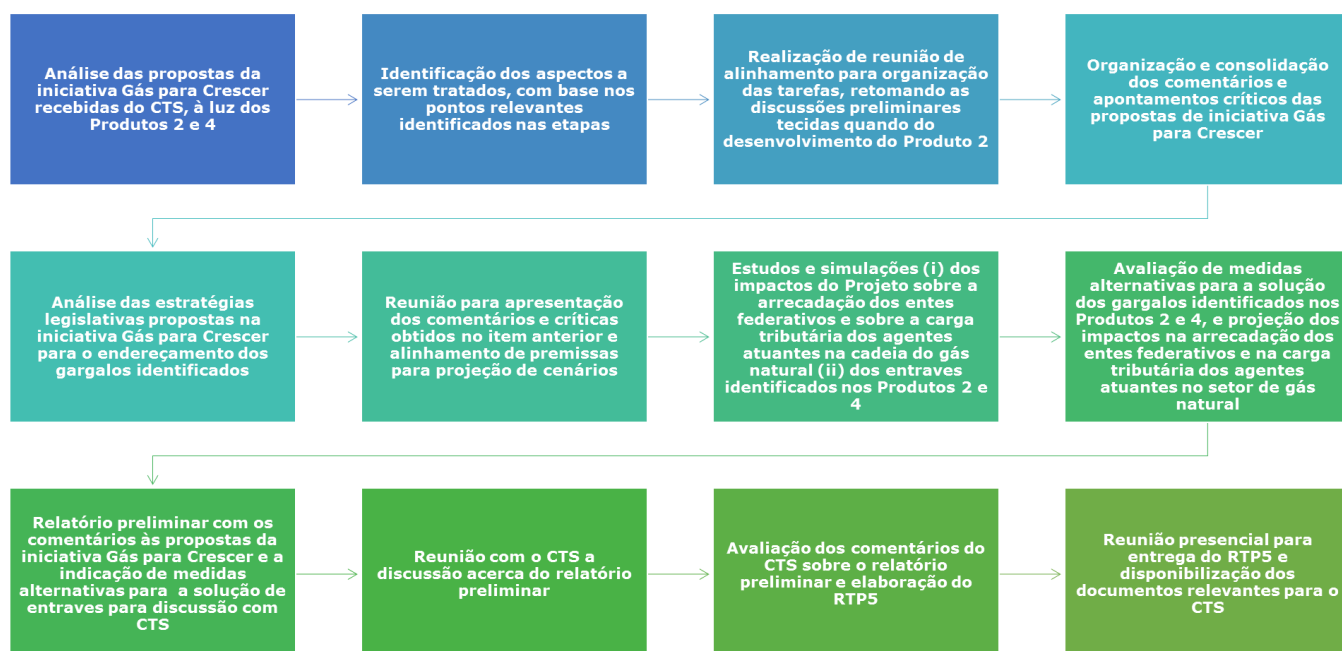 Análise das propostas da
iniciativa Gás para Crescer
recebidas do CTS, à luz dos
Produtos 2 e 4
Identificação dos aspectos a
serem tratados, com base nos
pontos relevantes
identificados nas etapas
Realização de reunião de
alinhamento para organização
das tarefas, retomando as
discussões preliminares
tecidas quando do
desenvolvimento do Produto 2
Organização e consolidação
dos comentários e
apontamentos críticos das
propostas de iniciativa Gás
para Crescer
Análise das estratégias
legislativas propostas na
iniciativa Gás para Crescer
para o endereçamento dos
gargalos identificados
Reunião para apresentação
dos comentários e críticas
obtidos no item anterior e
alinhamento de premissas
para projeção de cenários
Estudos e simulações (i) dos
impactos do Projeto sobre a
arrecadação dos entes
federativos e sobre a carga
tributária dos agentes
atuantes na cadeia do gás
natural (ii) dos entraves
identificados nos Produtos 2 e
4
Avaliação de medidas
alternativas para a solução
dos gargalos identificados nos
Produtos 2 e 4, e projeção dos
impactos na arrecadação dos
entes federativos e na carga
tributária dos agentes
atuantes no setor de gás
natural
Relatório preliminar com os
comentários às propostas da
iniciativa Gás para Crescer e a
indicação de medidas
alternativas para a solução de
entraves para discussão com
CTS
Reunião com o CTS a
discussão acerca do relatório
preliminar
Avaliação dos comentários do
CTS sobre o relatório
preliminar e elaboração do
RTP5
Reunião presencial para
entrega do RTP5 e
disponibilização dos
documentos relevantes para o
CTS